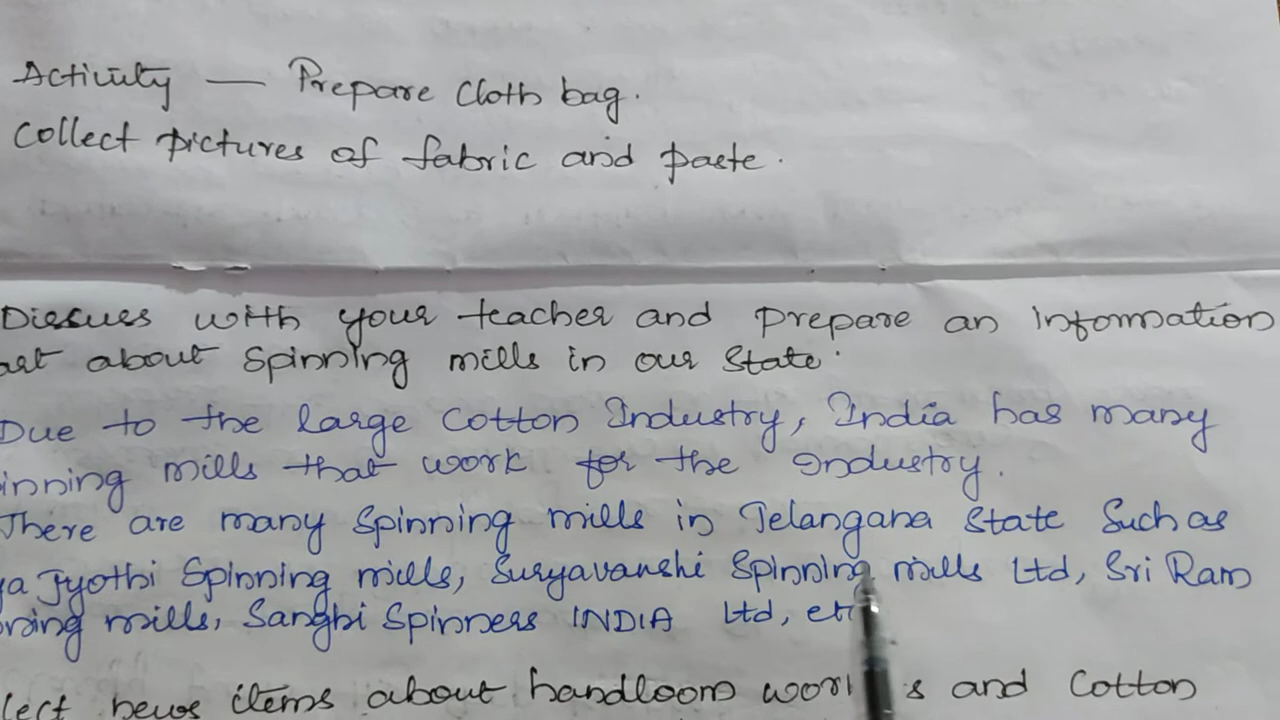 Activity — Prepare Cloth bag.
Collect pictures of fabric and paste.
Discuss with your teacher and prepare an information
about Spinning mills in our State.
Due to the large Cotton Industry, India has many
mills that work for the Industry.
There are many Spinning mills in Telangana State Such as
Jyothi Spinning mills, Suryavanshi Spinning mills Ltd, Sri Ram
mills, Sanghi Spinners INDIA Ltd,
news items about handloom and Cotton